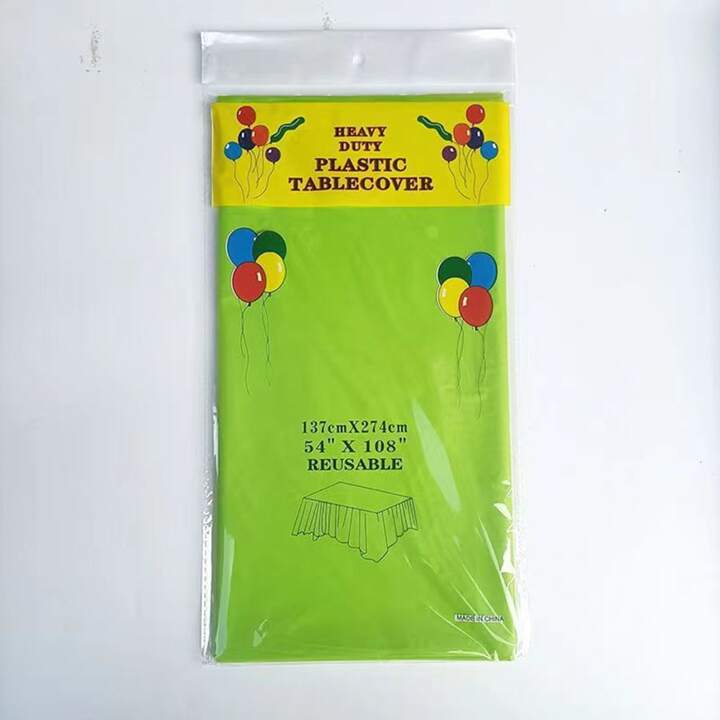 HEAVY
DUTY
PLASTIC
TABLECOVER
137cmX274cm
54" X 108"
REUSABLE
MADE IN CHINA